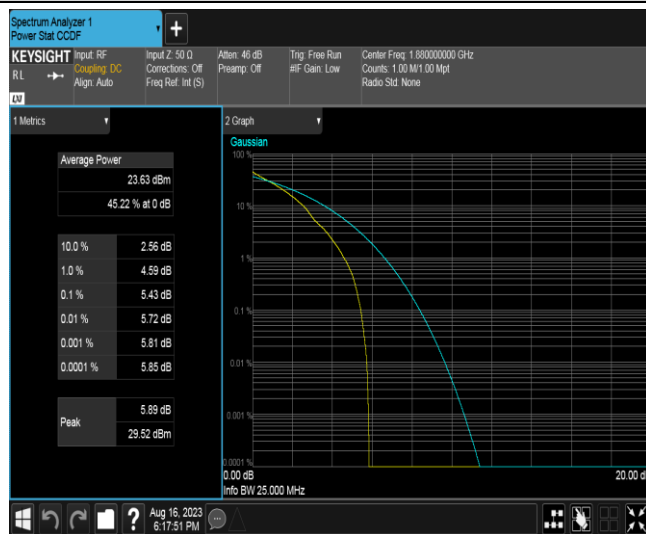 Spectrum Analyzer 1
Power Stat CCDF
+
KEYSIGHT
RL
LXI
Input: RF
Coupling: DC
Align: Auto
Input Z: 50 Ω
Corrections: Off
Freq Ref: Int (S)
Atten: 46 dB
Preamp: Off
Trig: Free Run
#IF Gain: Low
Center Freq: 1.880000000 GHz
Counts: 1.00 M/1.00 Mpt
Radio Std: None
1 Metrics
Average Power
23.63 dBm
45.22 % at 0 dB
10.0 % 2.56 dB
1.0 % 4.59 dB
0.1 % 5.43 dB
0.01 % 5.72 dB
0.001 % 5.81 dB
0.0001 % 5.85 dB
Peak
5.89 dB
29.52 dBm
2 Graph
Gaussian
100 %
10 %
1 %
0.1 %
0.01 %
0.001 %
0.0001 %
0.00 dB
20.00 d
Info BW 25.000 MHz
?
Aug 16, 2023
6:17:51 PM